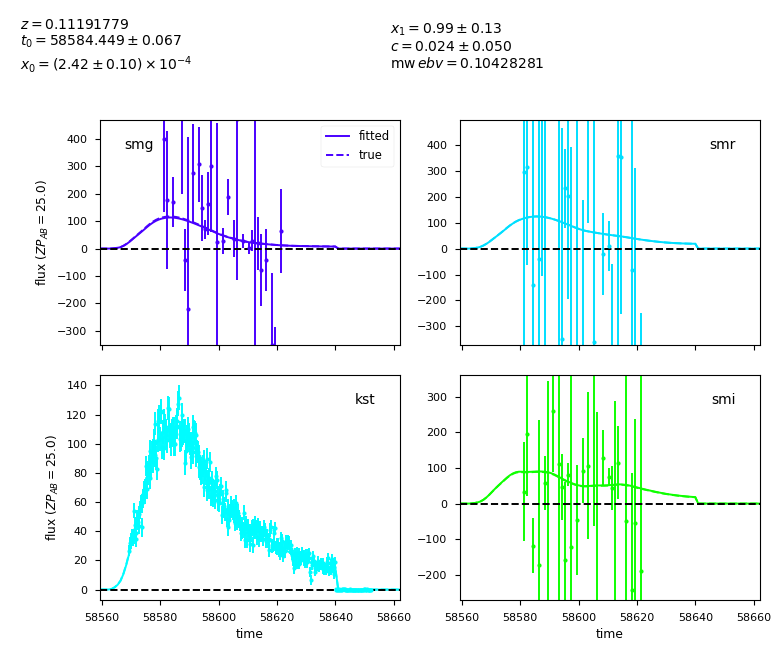 z = 0.11191779
t₀ = 58584.449 ± 0.067
x₀ = (2.42 ± 0.10) × 10⁻⁴
x₁ = 0.99 ± 0.13
c = 0.024 ± 0.050
mw ebv = 0.10428281
smg
fitted
true
400
300
200
100
0
−100
−200
−300
flux (ZP_AB = 25.0)
smr
400
300
200
100
0
−100
−200
−300
kst
140
120
100
80
60
40
20
0
flux (ZP_AB = 25.0)
58560 58580 58600 58620 58640 58660
time
smi
300
200
100
0
−100
−200
58560 58580 58600 58620 58640 58660
time